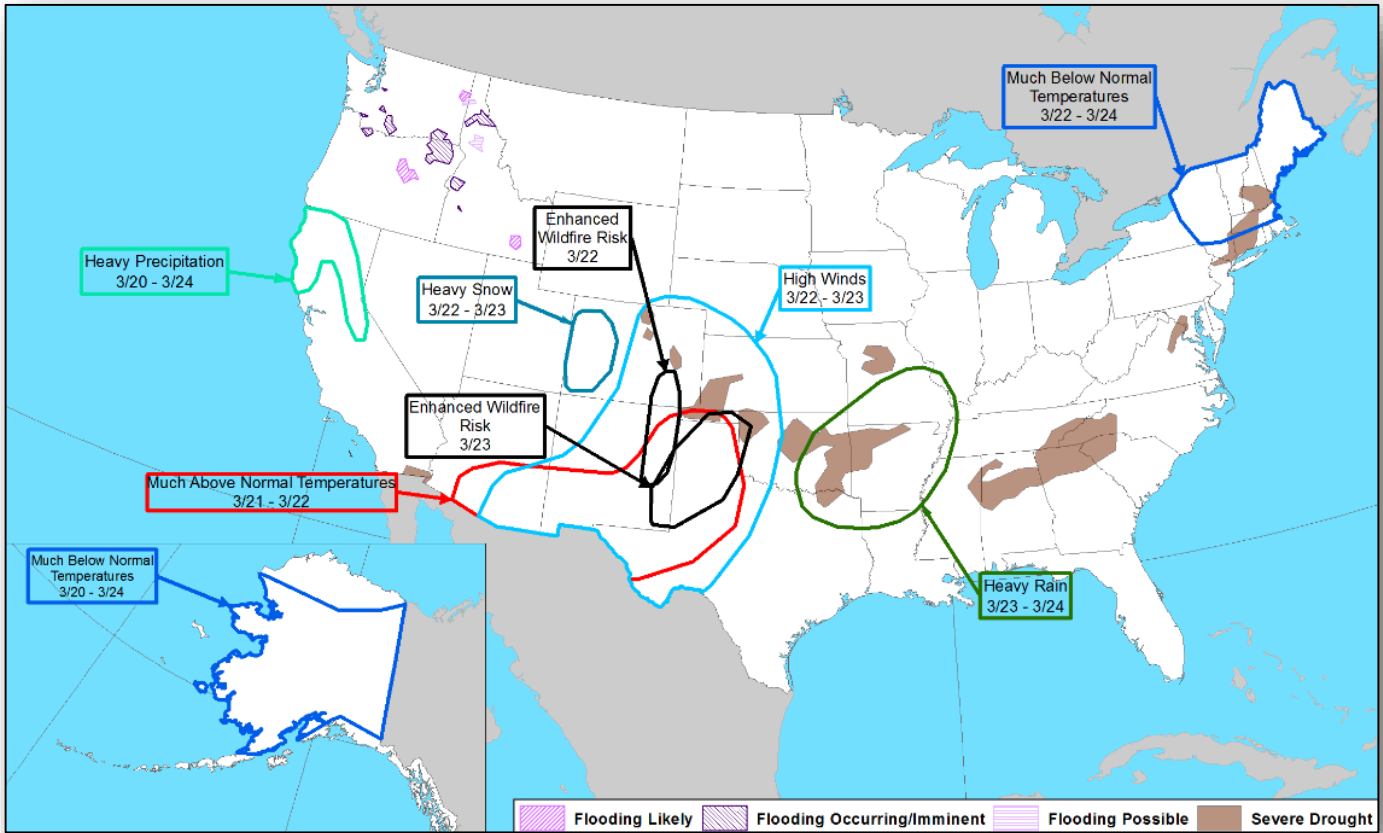 Much Below Normal
Temperatures
3/22 - 3/24
Enhanced
Wildfire Risk
3/22
Heavy Precipitation
3/20 - 3/24
Heavy Snow
3/22 - 3/23
High Winds
3/22 - 3/23
Enhanced Wildfire
Risk
3/23
Much Above Normal Temperatures
3/21 - 3/22
Much Below Normal
Temperatures
3/20 - 3/24
Heavy Rain
3/23 - 3/24
Flooding Likely
Flooding Occurring/Imminent
Flooding Possible
Severe Drought